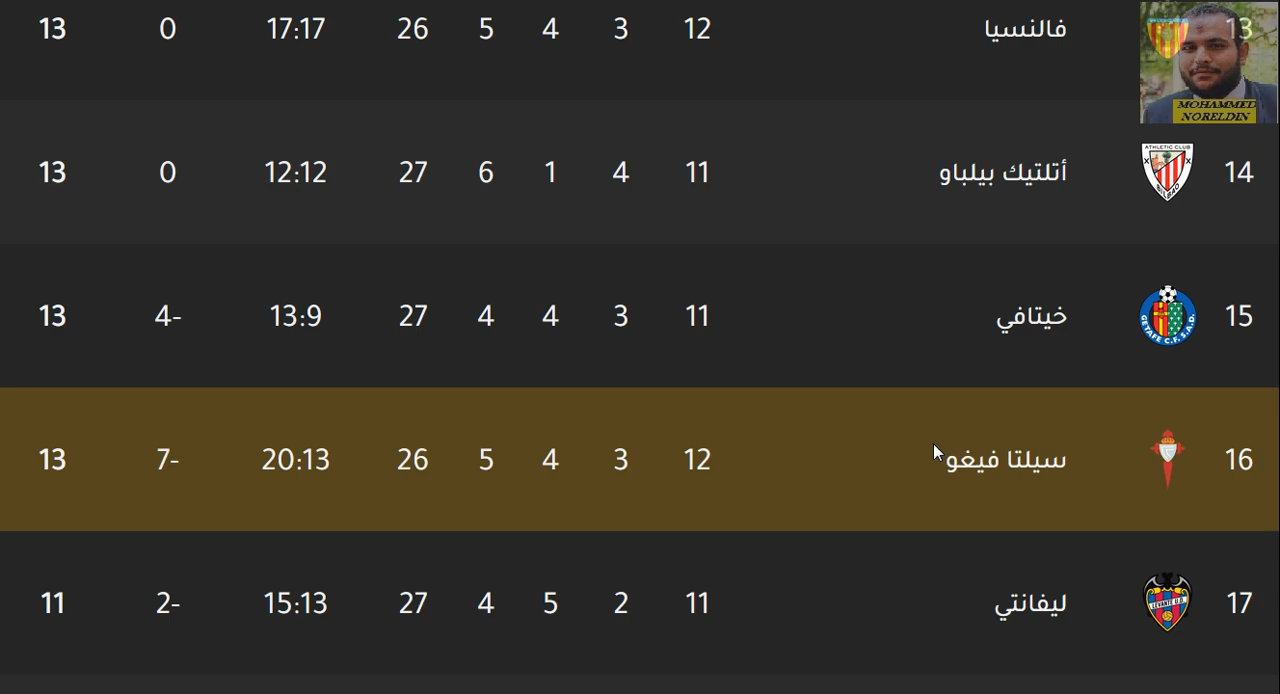 13 فالنسيا 12 3 4 5 26 17:17 0 13
MOHAMMED
NORELDIN
ATHLETIC CLUB
14 أتلتيك بيلباو 11 4 1 6 27 12:12 0 13
BILBAO
15 خيتافي 11 3 4 4 27 13:9 4- 13
GETAFE C.F. S.A.D.
16 سيلتا فيغو 12 3 4 5 26 20:13 7- 13
17 ليفانتي 11 2 5 4 27 15:13 2- 11
LEVANTE U.D.